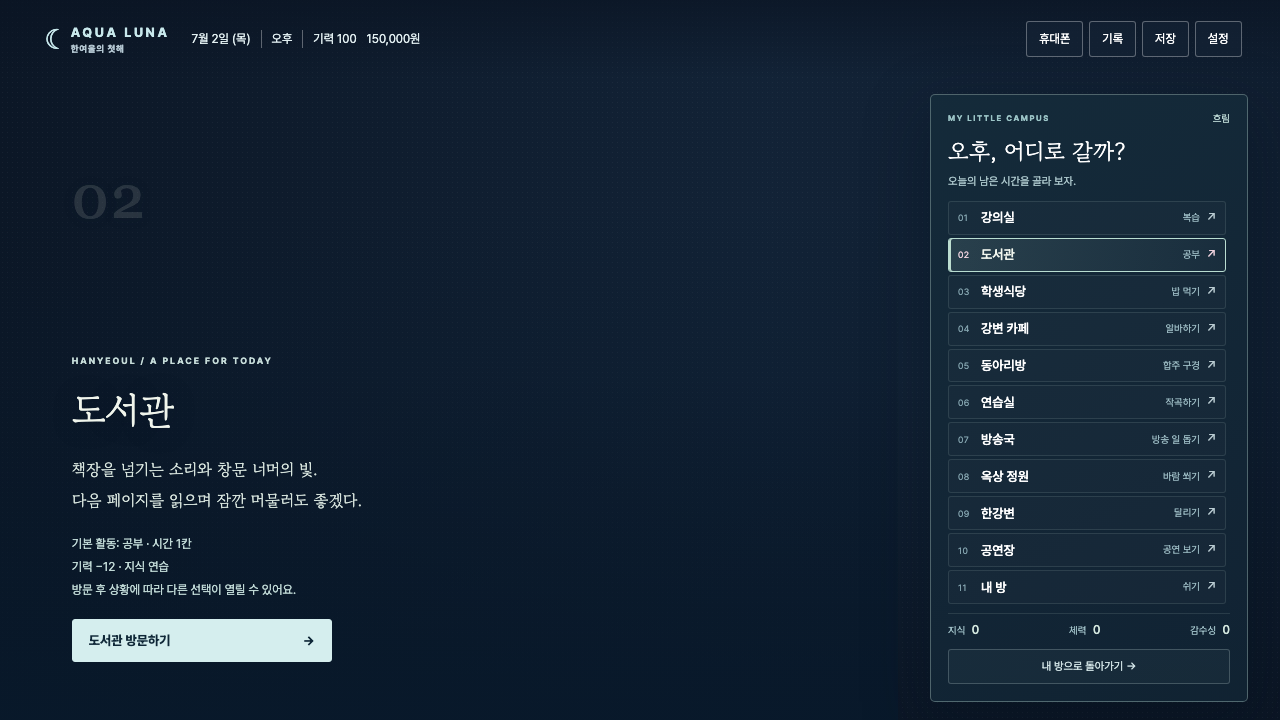 AQUA LUNA
한여울의 첫해
7월 2일 (목) 오후 기력 100 150,000원
휴대폰 기록 저장 설정
02
HANYEOUL / A PLACE FOR TODAY
도서관
책장을 넘기는 소리와 창문 너머의 빛.
다음 페이지를 읽으며 잠깐 머물러도 좋겠다.
기본 활동: 공부 · 시간 1칸
기력 −12 · 지식 연습
방문 후 상황에 따라 다른 선택이 열릴 수 있어요.
도서관 방문하기 →
MY LITTLE CAMPUS 흐림
오후, 어디로 갈까?
오늘의 남은 시간을 골라 보자.
01 강의실 복습 ↗
02 도서관 공부 ↗
03 학생식당 밥 먹기 ↗
04 강변 카페 일바하기 ↗
05 동아리방 합주 구경 ↗
06 연습실 작곡하기 ↗
07 방송국 방송 일 돕기 ↗
08 옥상 정원 바람 쐬기 ↗
09 한강변 달리기 ↗
10 공연장 공연 보기 ↗
11 내 방 쉬기 ↗
지식 0 체력 0 감수성 0
내 방으로 돌아가기 →